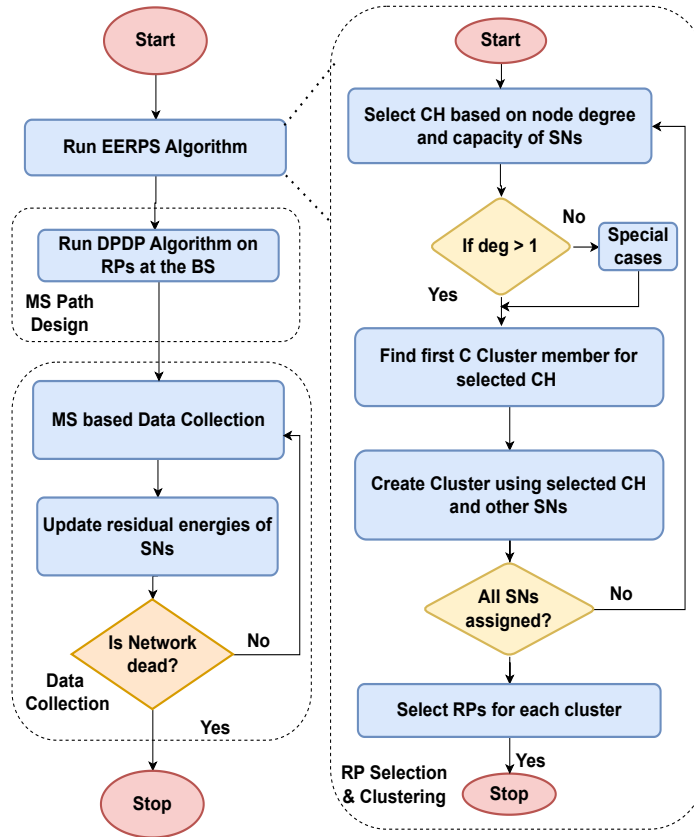 Start
Run EERPS Algorithm
Run DPDP Algorithm on
RPs at the BS
MS Path
Design
MS based Data Collection
Update residual energies of
SNs
Is Network
dead?
No
Data
Collection
Yes
Stop
Start
Select CH based on node degree
and capacity of SNs
If deg > 1
No
Special
cases
Yes
Find first C Cluster member for
selected CH
Create Cluster using selected CH
and other SNs
All SNs
assigned?
No
Select RPs for each cluster
Yes
RP Selection
& Clustering
Stop